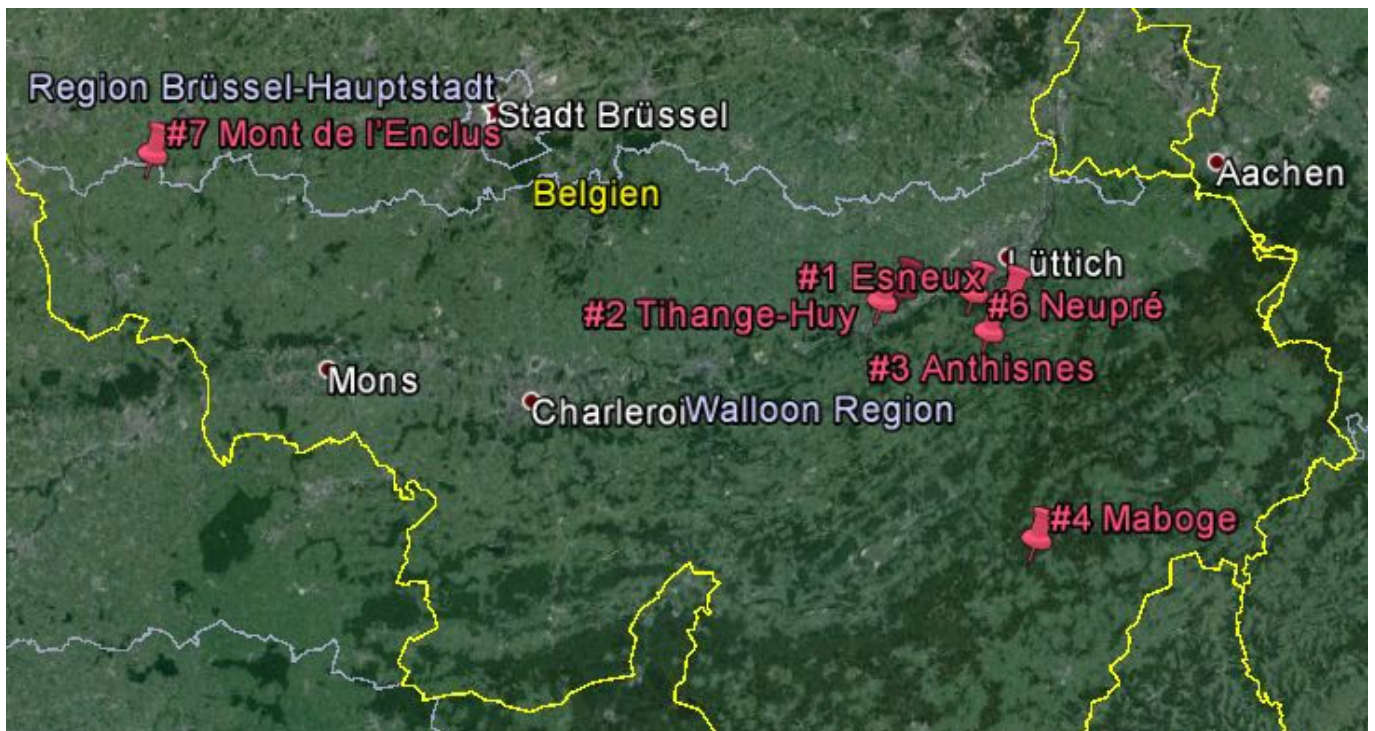 Region Brüssel-Hauptstadt
Stadt Brüssel
#7 Mont de l'Enclus
Aachen
Belgien
Lüttich
#1 Esneux
#6 Neupré
#2 Tihange-Huy
#3 Anthisnes
Mons
Charleroi
Walloon Region
#4 Maboge